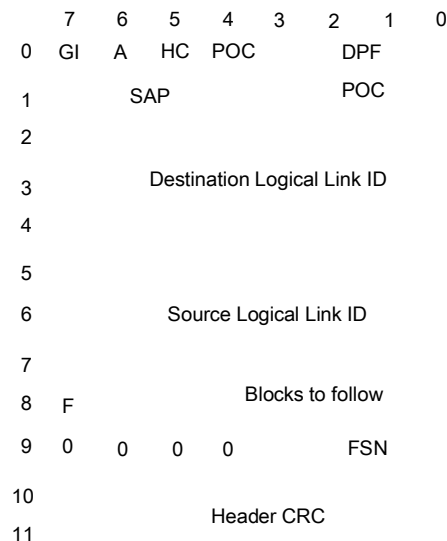 7 6 5 4 3 2 1 0
0 GI A HC POC DPF
1 SAP POC
2
3 Destination Logical Link ID
4
5
6 Source Logical Link ID
7
8 F Blocks to follow
9 0 0 0 0 FSN
10
Header CRC
11